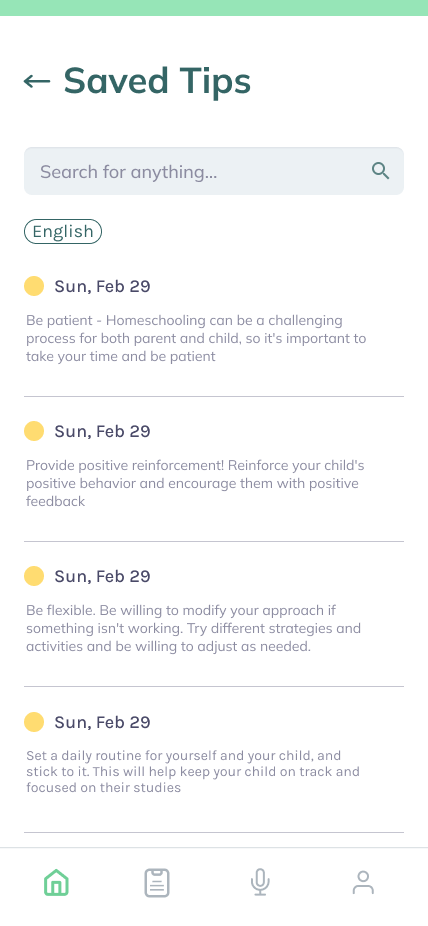 Saved Tips
Search for anything...
English
Sun, Feb 29
Be patient - Homeschooling can be a challenging
process for both parent and child, so it's important to
take your time and be patient
Sun, Feb 29
Provide positive reinforcement! Reinforce your child's
positive behavior and encourage them with positive
feedback
Sun, Feb 29
Be flexible. Be willing to modify your approach if
something isn't working. Try different strategies and
activities and be willing to adjust as needed.
Sun, Feb 29
Set a daily routine for yourself and your child, and
stick to it. This will help keep your child on track and
focused on their studies